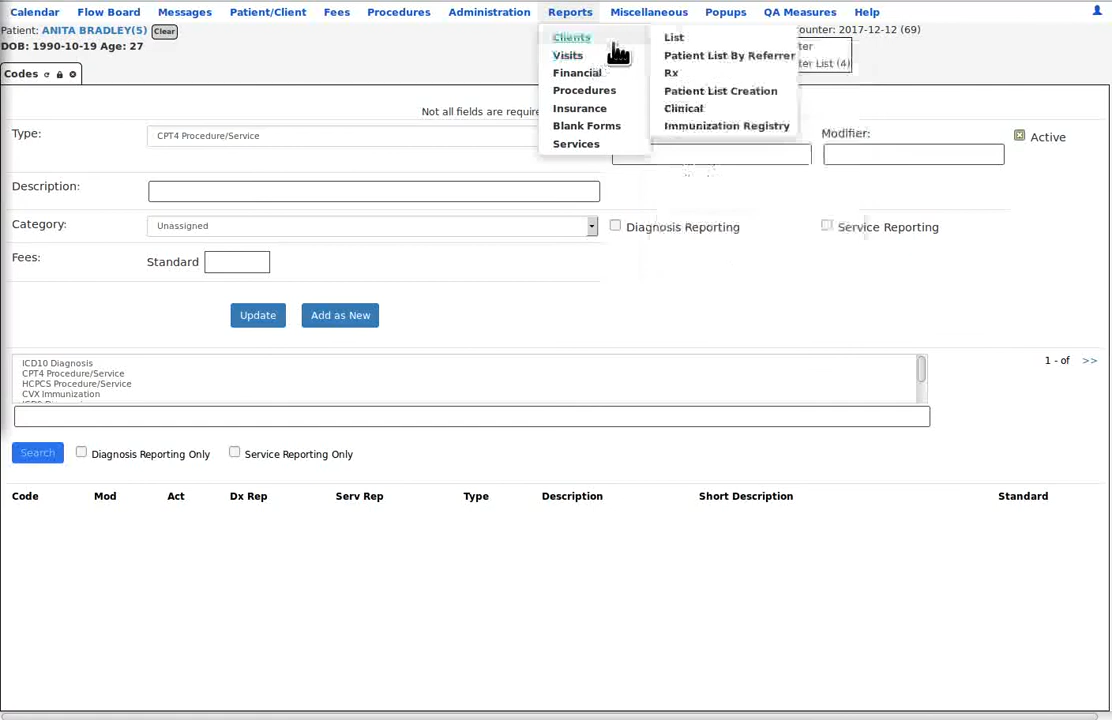 Calendar Flow Board Messages Patient/Client Fees Procedures Administration Reports Miscellaneous Popups QA Measures Help
Patient: ANITA BRADLEY(5) Clear
ounter: 2017-12-12 (69)
DOB: 1990-10-19 Age: 27
ter
ter List (4)
Codes
Clients
Visits
Financial
Procedures
Insurance
Blank Forms
Services
List
Patient List By Referrer
Rx
Patient List Creation
Clinical
Immunization Registry
Not all fields are require
Type: CPT4 Procedure/Service Modifier: Active
Description:
Category: Unassigned Diagnosis Reporting Service Reporting
Fees: Standard
Update Add as New
ICD10 Diagnosis
CPT4 Procedure/Service
HCPCS Procedure/Service
CVX Immunization
1 - of >>
Search Diagnosis Reporting Only Service Reporting Only
Code Mod Act Dx Rep Serv Rep Type Description Short Description Standard